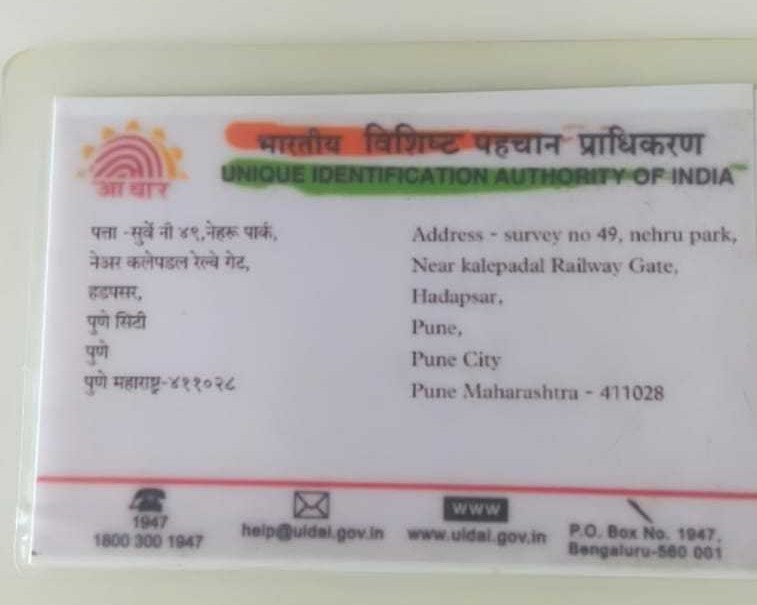 आधार
भारतीय विशिष्ट पहचान प्राधिकरण
UNIQUE IDENTIFICATION AUTHORITY OF INDIA
पत्ता -सुर्वे नौ ४९,नेहरू पार्क,
नेअर कलेपडल रेल्वे गेट,
हडपसर,
पुणे सिटी
पुणे
पुणे महाराष्ट्र-४११०२८
Address - survey no 49, nehru park,
Near kalepadal Railway Gate,
Hadapsar,
Pune,
Pune City
Pune Maharashtra - 411028
1947
1800 300 1947
help@uidai.gov.in
www
www.uidai.gov.in
P.O. Box No. 1947,
Bengaluru-560 001